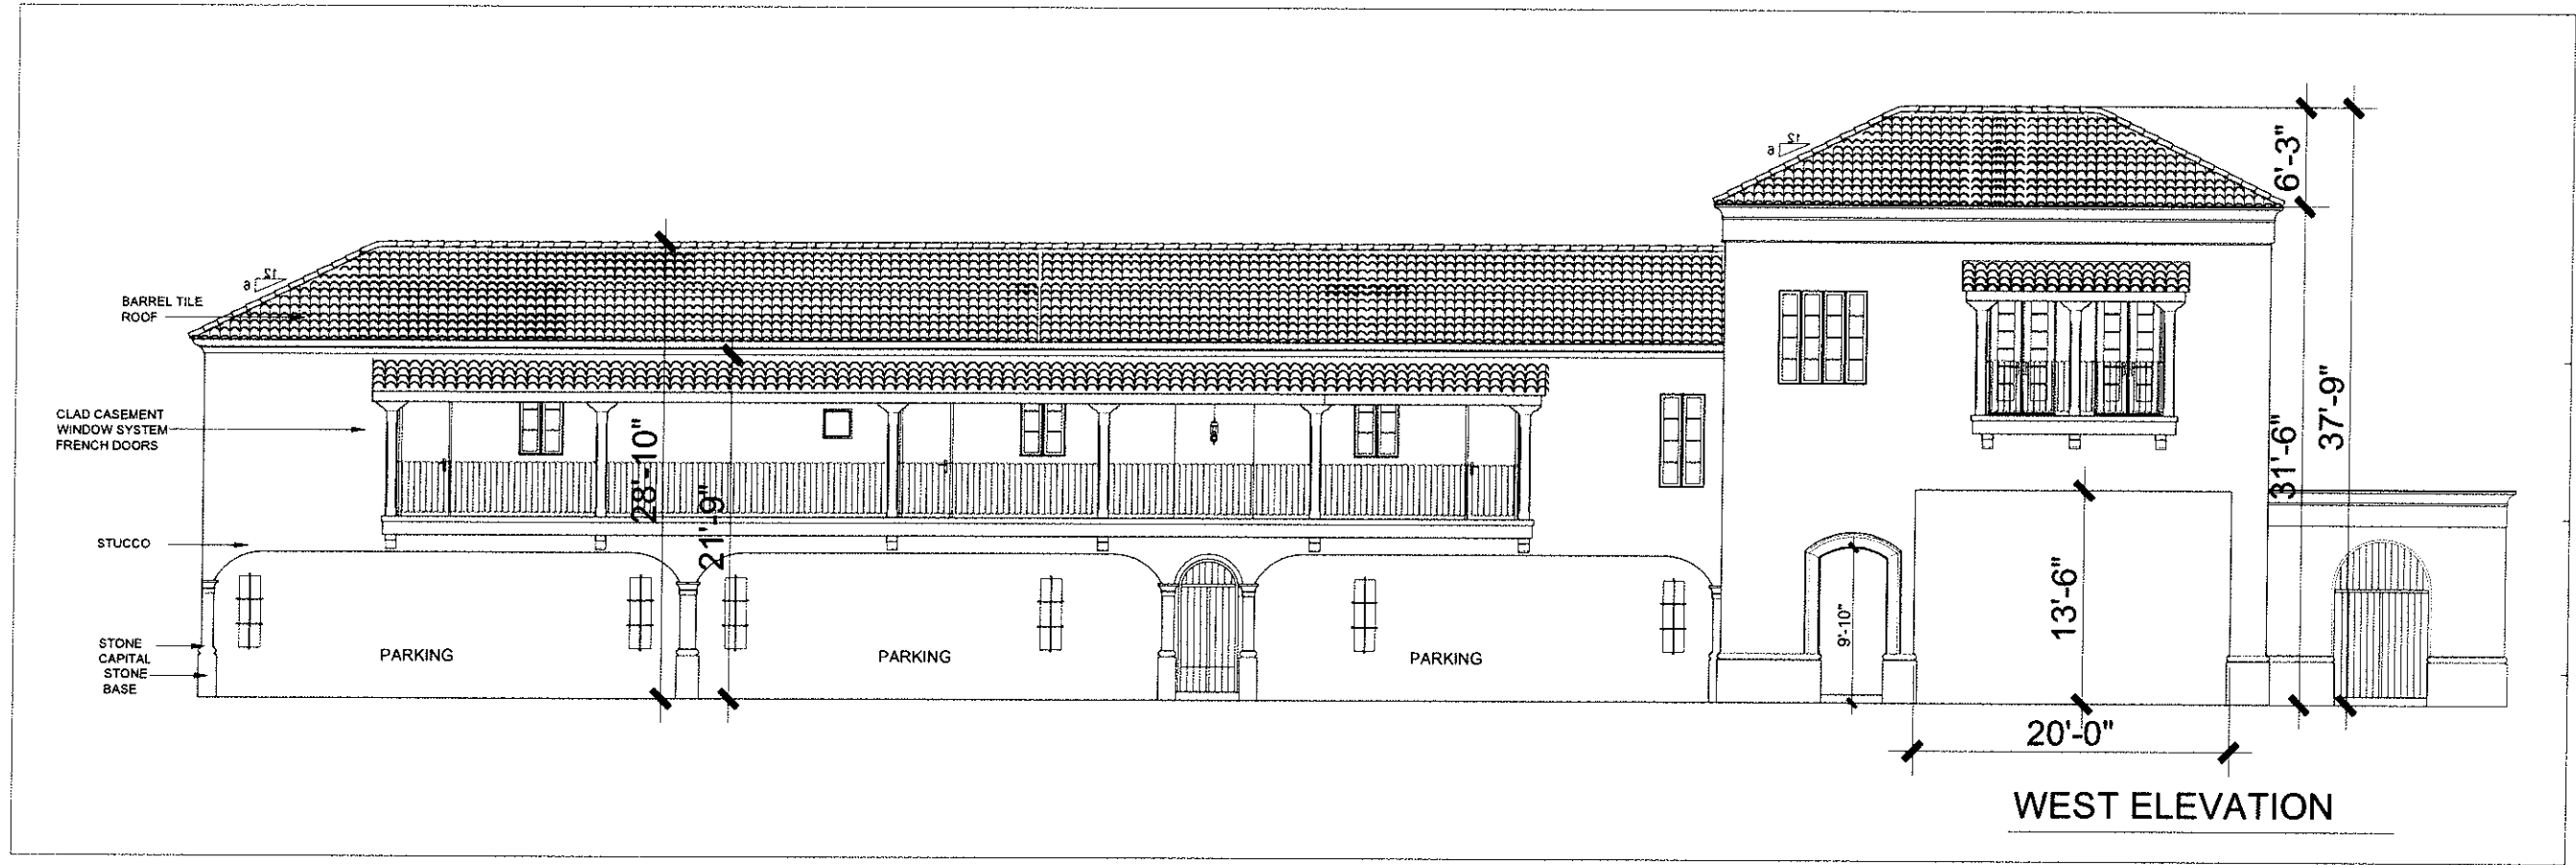 12
6
6'-3"
12
6
BARREL TILE
ROOF
28'-10"
21'-9"
37'-9"
31'-6"
CLAD CASEMENT
WINDOW SYSTEM
FRENCH DOORS
STUCCO
13'-6"
9'-10"
STONE
CAPITAL
STONE
BASE
PARKING
PARKING
PARKING
20'-0"
WEST ELEVATION